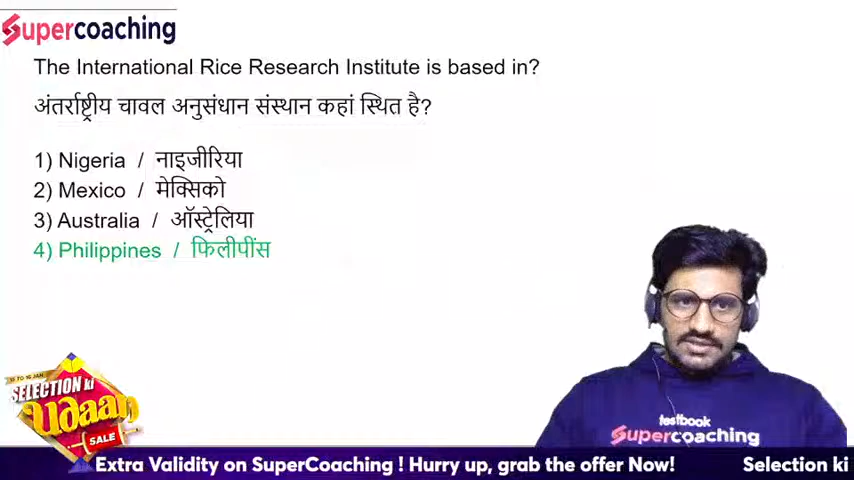 Supercoaching
The International Rice Research Institute is based in?
अंतर्राष्ट्रीय चावल अनुसंधान संस्थान कहां स्थित है?
1) Nigeria / नाइजीरिया
2) Mexico / मेक्सिको
3) Australia / ऑस्ट्रेलिया
4) Philippines / फिलीपींस
SELECTION ki
Udaan
SALE
testbook
Supercoaching
Extra Validity on SuperCoaching ! Hurry up, grab the offer Now! Selection ki